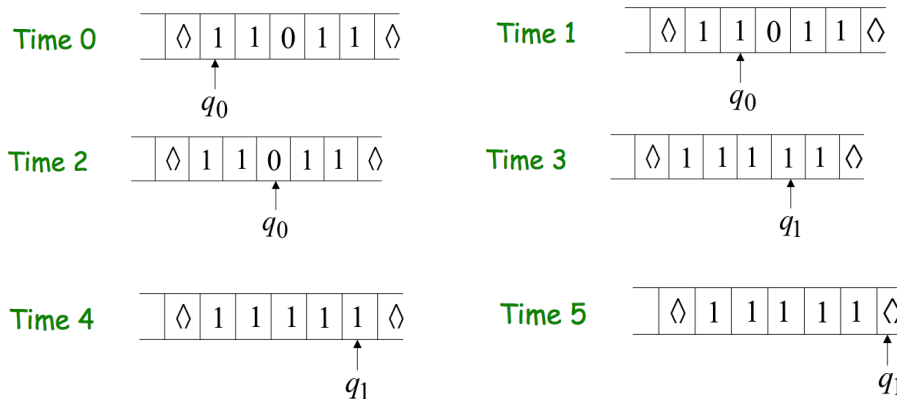 Time 0 ◊ 1 1 0 1 1 ◊
q0
Time 1 ◊ 1 1 0 1 1 ◊
q0
Time 2 ◊ 1 1 0 1 1 ◊
q0
Time 3 ◊ 1 1 1 1 1 ◊
q1
Time 4 ◊ 1 1 1 1 1 ◊
q1
Time 5 ◊ 1 1 1 1 1 ◊
q1